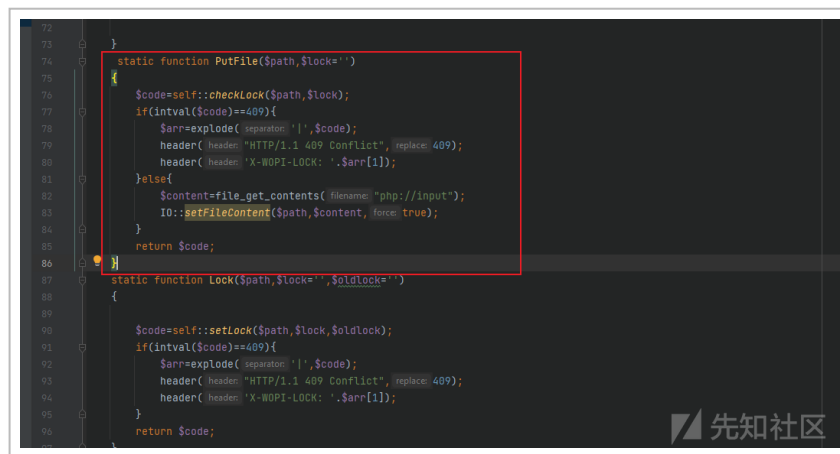 72
73 }
74 static function PutFile($path,$lock='')
75 {
76 $code=self::checkLock($path,$lock);
77 if(intval($code)==409){
78 $arr=explode( separator: '|',$code);
79 header( header: "HTTP/1.1 409 Conflict", replace: 409);
80 header( header: 'X-WOPI-LOCK: '.$arr[1]);
81 }else{
82 $content=file_get_contents( filename: "php://input");
83 IO::setFileContent($path,$content, force: true);
84 }
85 return $code;
86 }
87 static function Lock($path,$lock='',$oldlock='')
88 {
89
90 $code=self::setLock($path,$lock,$oldlock);
91 if(intval($code)==409){
92 $arr=explode( separator: '|',$code);
93 header( header: "HTTP/1.1 409 Conflict", replace: 409);
94 header( header: 'X-WOPI-LOCK: '.$arr[1]);
95 }
96 return $code;
97 }
先知社区